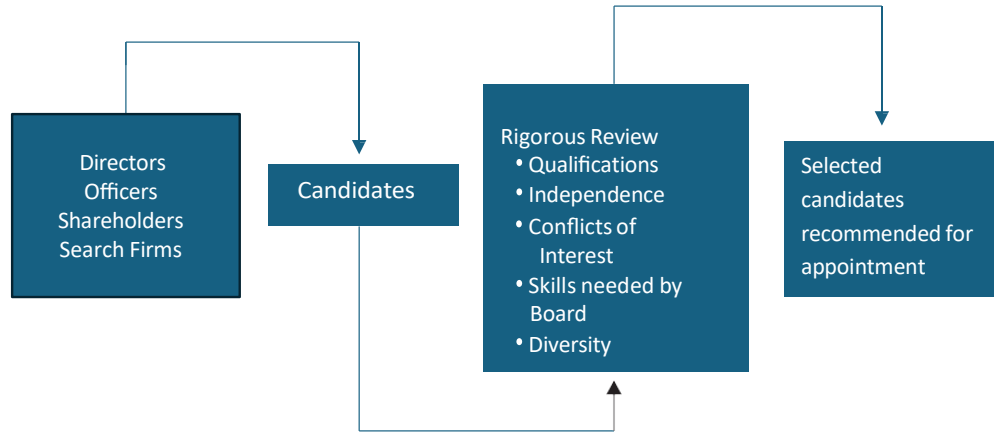 Directors
Officers
Shareholders
Search Firms
Candidates
Rigorous Review
• Qualifications
• Independence
• Conflicts of
Interest
• Skills needed by
Board
• Diversity
Selected
candidates
recommended for
appointment